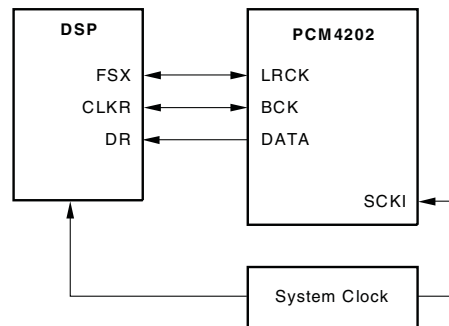 DSP
PCM4202
FSX
LRCK
CLKR
BCK
DR
DATA
SCKI
System Clock